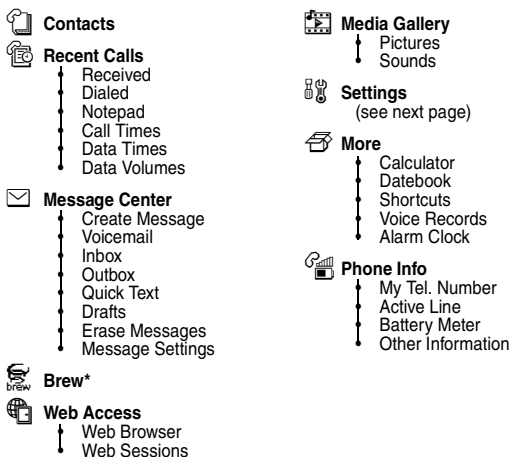 Contacts
Recent Calls
Received
Dialed
Notepad
Call Times
Data Times
Data Volumes
Message Center
Create Message
Voicemail
Inbox
Outbox
Quick Text
Drafts
Erase Messages
Message Settings
brew
Brew*
Web Access
Web Browser
Web Sessions
Media Gallery
Pictures
Sounds
Settings
(see next page)
More
Calculator
Datebook
Shortcuts
Voice Records
Alarm Clock
Phone Info
My Tel. Number
Active Line
Battery Meter
Other Information